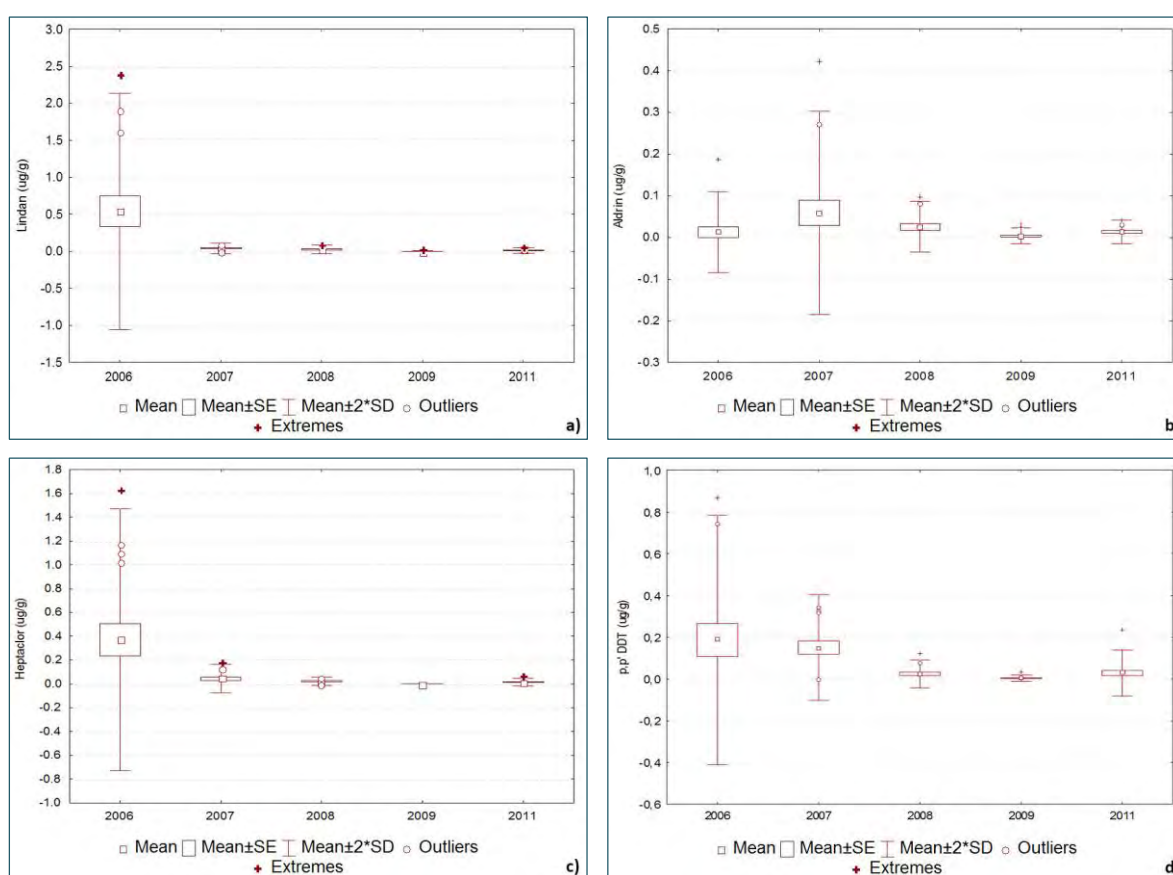 3.0
2.5
2.0
1.5
1.0
0.5
0.0
-0.5
-1.0
-1.5
Lindan (ug/g)
2006 2007 2008 2009 2011
Mean Mean±SE Mean±2*SD Outliers
Extremes
a)
0.5
0.4
0.3
0.2
0.1
0.0
-0.1
-0.2
-0.3
Aldrin (ug/g)
2006 2007 2008 2009 2011
Mean Mean±SE Mean±2*SD Outliers
Extremes
b
1.8
1.6
1.4
1.2
1.0
0.8
0.6
0.4
0.2
0.0
-0.2
-0.4
-0.6
-0.8
-1.0
Heptaclor (ug/g)
2006 2007 2008 2009 2011
Mean Mean±SE Mean±2*SD Outliers
Extremes
c)
1,0
0,8
0,6
0,4
0,2
0,0
-0,2
-0,4
-0,6
p,p' DDT (ug/g)
2006 2007 2008 2009 2011
Mean Mean±SE Mean±2*SD Outliers
Extremes
d